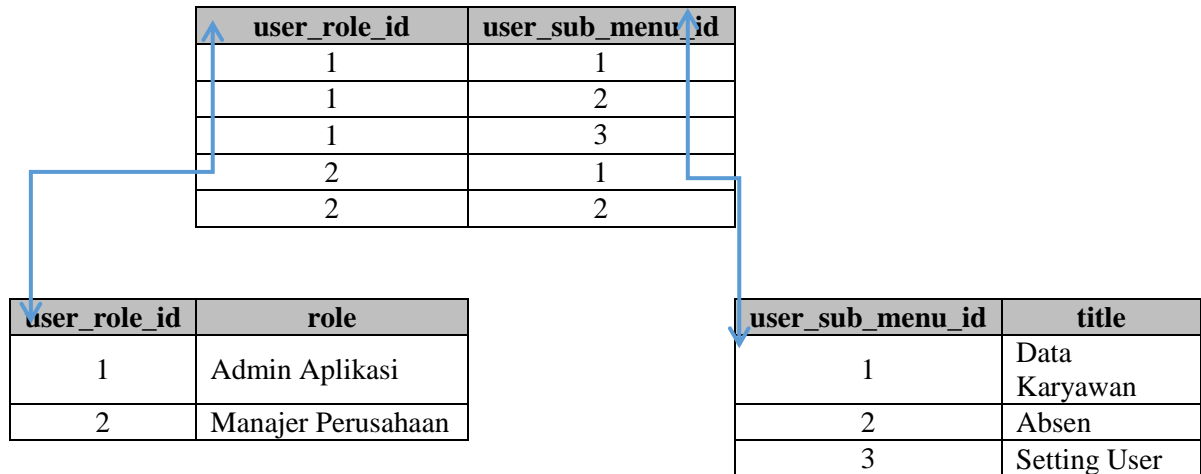 user_role_id user_sub_menu_id
1 1
1 2
1 3
2 1
2 2
user_role_id role
1 Admin Aplikasi
2 Manajer Perusahaan
user_sub_menu_id title
1 Data
Karyawan
2 Absen
3 Setting User